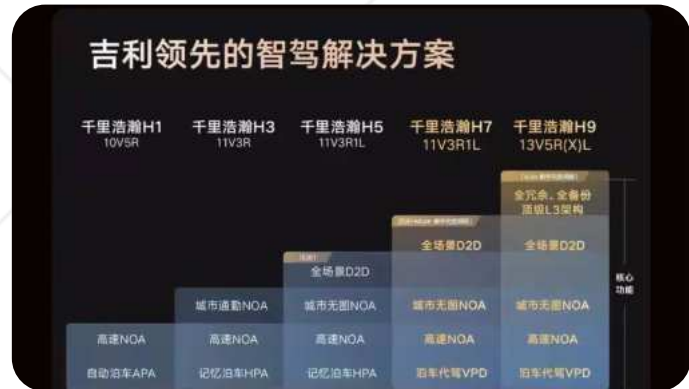 吉利领先的智驾解决方案
千里浩瀚H1 千里浩瀚H3 千里浩瀚H5 千里浩瀚H7 千里浩瀚H9
10V5R 11V3R 11V3R1L 11V3R1L 13V5R(X)L
全冗余、全备份
顶级L3架构
全场景D2D 全场景D2D
全场景D2D
核心
功能
城市通勤NOA 城市无图NOA 城市无图NOA 城市无图NOA
高速NOA 高速NOA 高速NOA 高速NOA 高速NOA
自动泊车APA 记忆泊车HPA 记忆泊车HPA 泊车代驾VPD 泊车代驾VPD